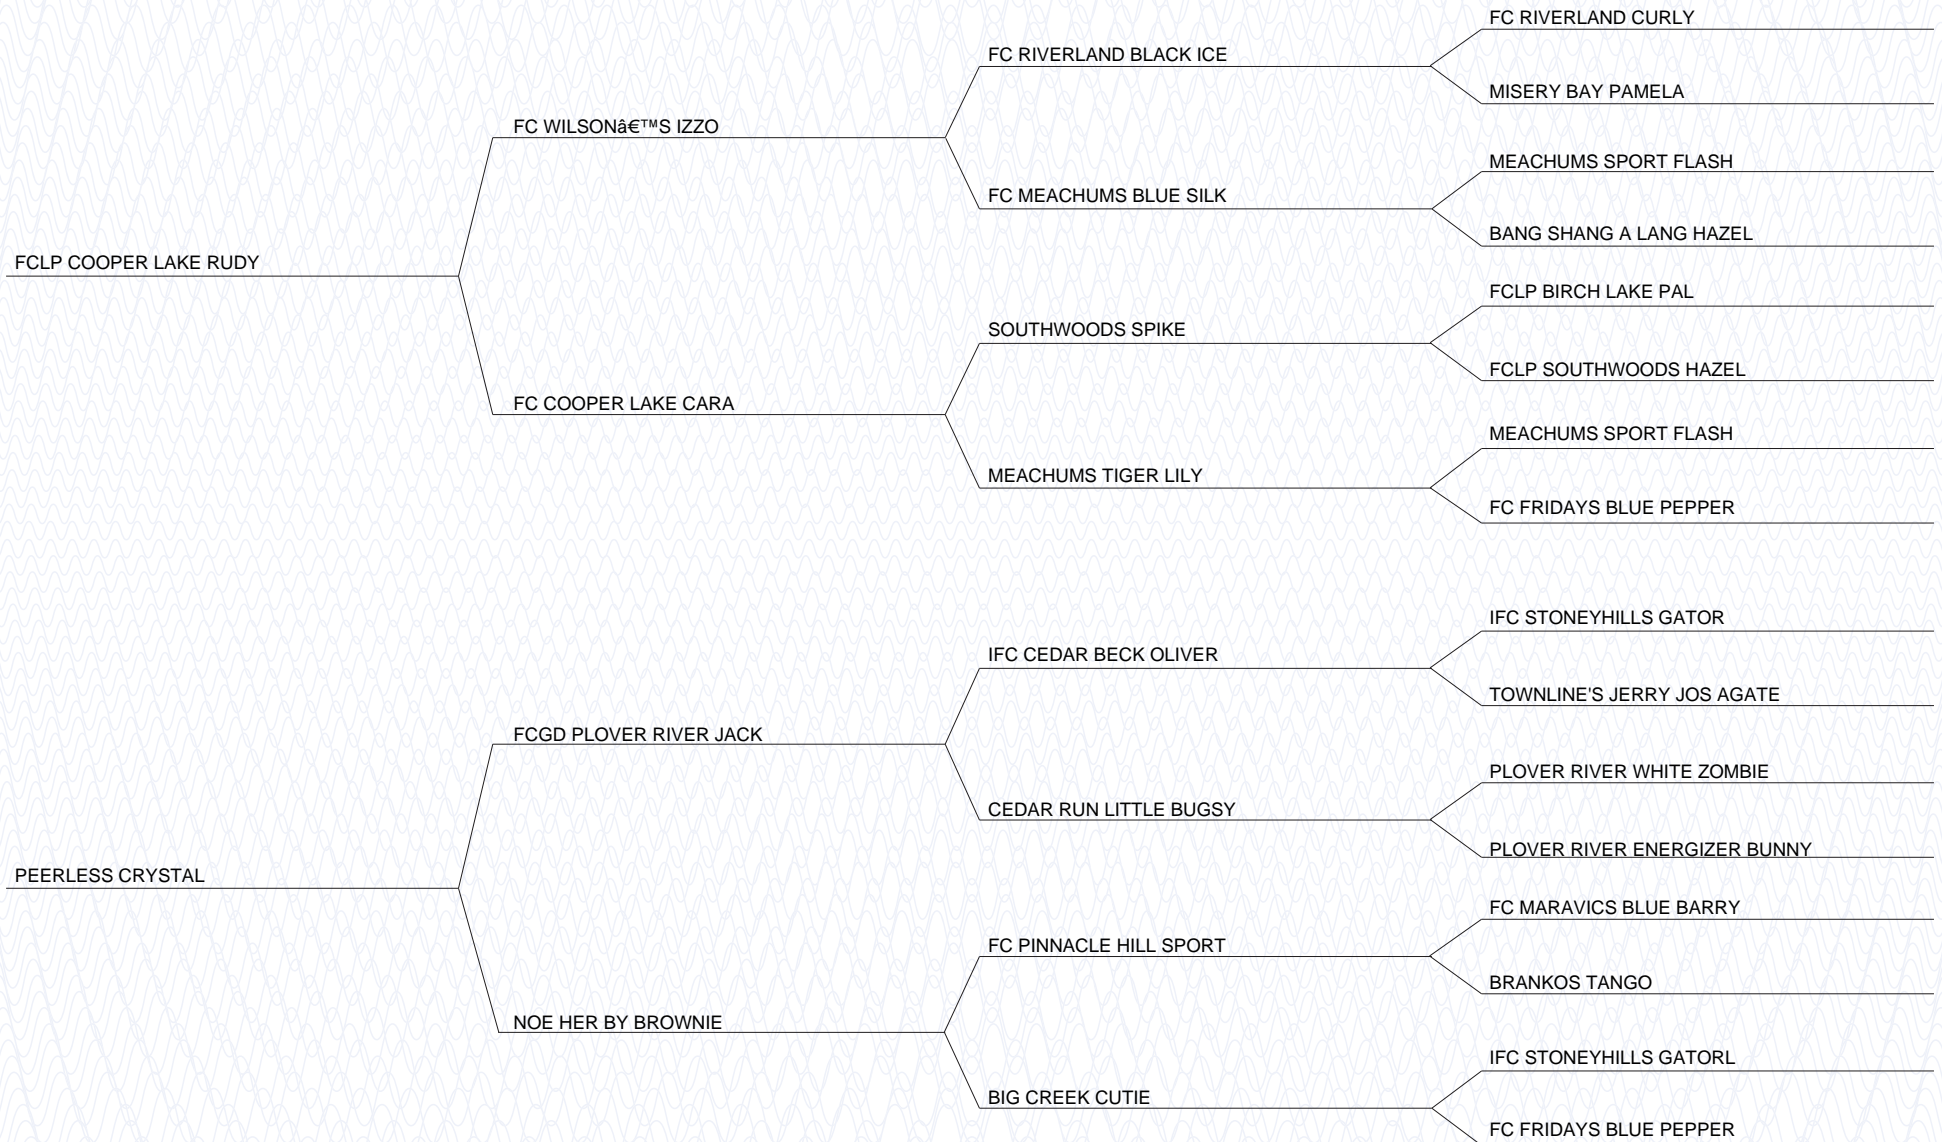 FC RIVERLAND CURLY
FC RIVERLAND BLACK ICE
MISERY BAY PAMELA
FC WILSONâ€™S IZZO
MEACHUMS SPORT FLASH
FC MEACHUMS BLUE SILK
BANG SHANG A LANG HAZEL
FCLP COOPER LAKE RUDY
FCLP BIRCH LAKE PAL
SOUTHWOODS SPIKE
FCLP SOUTHWOODS HAZEL
FC COOPER LAKE CARA
MEACHUMS SPORT FLASH
MEACHUMS TIGER LILY
FC FRIDAYS BLUE PEPPER
IFC STONEYHILLS GATOR
IFC CEDAR BECK OLIVER
TOWNLINE'S JERRY JOS AGATE
FCGD PLOVER RIVER JACK
PLOVER RIVER WHITE ZOMBIE
CEDAR RUN LITTLE BUGSY
PLOVER RIVER ENERGIZER BUNNY
PEERLESS CRYSTAL
FC MARAVICS BLUE BARRY
FC PINNACLE HILL SPORT
BRANKOS TANGO
NOE HER BY BROWNIE
IFC STONEYHILLS GATORL
BIG CREEK CUTIE
FC FRIDAYS BLUE PEPPER